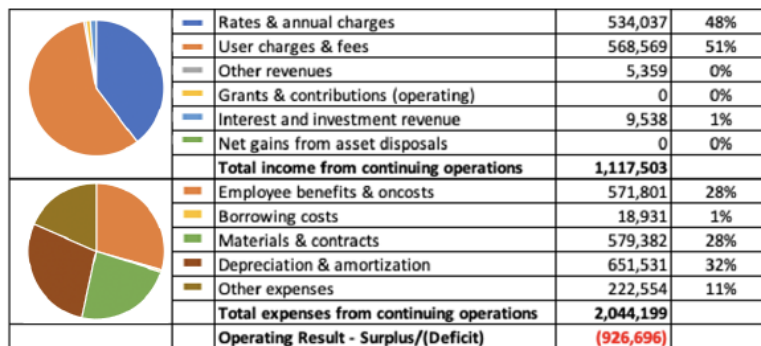 Rates & annual charges 534,037 48%
User charges & fees 568,569 51%
Other revenues 5,359 0%
Grants & contributions (operating) 0 0%
Interest and investment revenue 9,538 1%
Net gains from asset disposals 0 0%
Total income from continuing operations 1,117,503
Employee benefits & oncosts 571,801 28%
Borrowing costs 18,931 1%
Materials & contracts 579,382 28%
Depreciation & amortization 651,531 32%
Other expenses 222,554 11%
Total expenses from continuing operations 2,044,199
Operating Result - Surplus/(Deficit) (926,696)